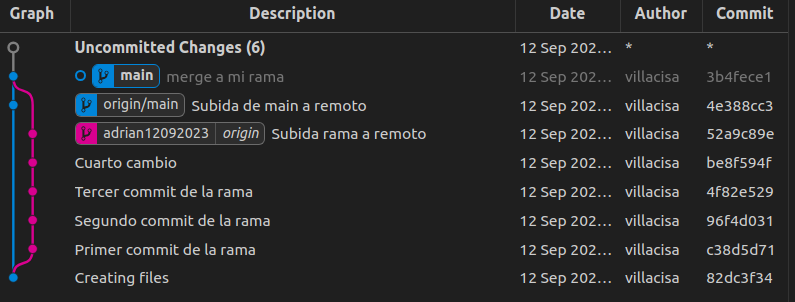 Graph Description Date Author Commit
Uncommitted Changes (6) 12 Sep 202… * *
main merge a mi rama 12 Sep 202… villacisa 3b4fece1
origin/main Subida de main a remoto 12 Sep 202… villacisa 4e388cc3
adrian12092023 origin Subida rama a remoto 12 Sep 202… villacisa 52a9c89e
Cuarto cambio 12 Sep 202… villacisa be8f594f
Tercer commit de la rama 12 Sep 202… villacisa 4f82e529
Segundo commit de la rama 12 Sep 202… villacisa 96f4d031
Primer commit de la rama 12 Sep 202… villacisa c38d5d71
Creating files 12 Sep 202… villacisa 82dc3f34